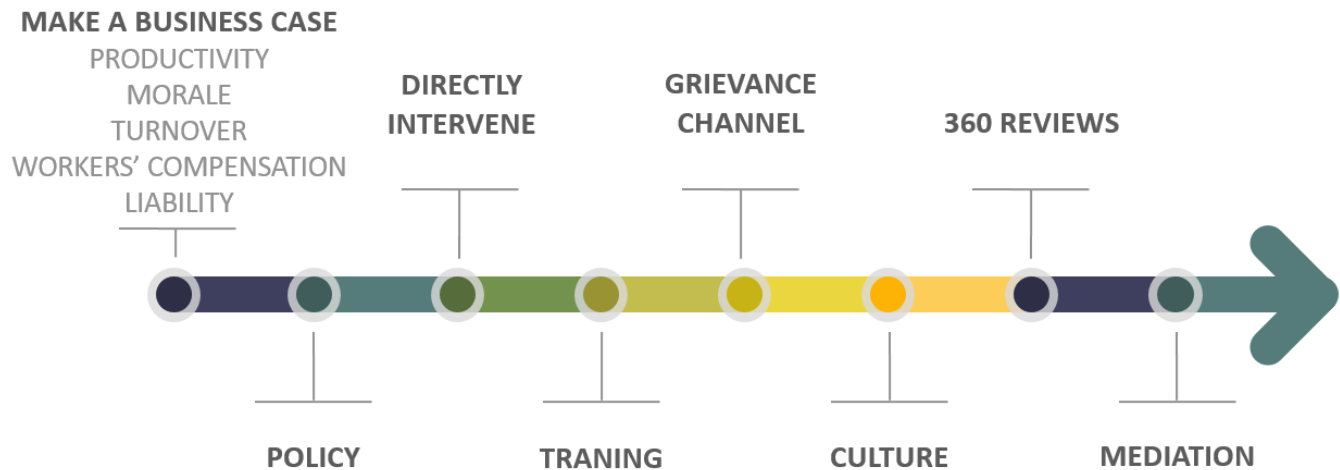 MAKE A BUSINESS CASE
PRODUCTIVITY
MORALE
TURNOVER
WORKERS’ COMPENSATION
LIABILITY
POLICY
DIRECTLY
INTERVENE
TRANING
GRIEVANCE
CHANNEL
CULTURE
360 REVIEWS
MEDIATION